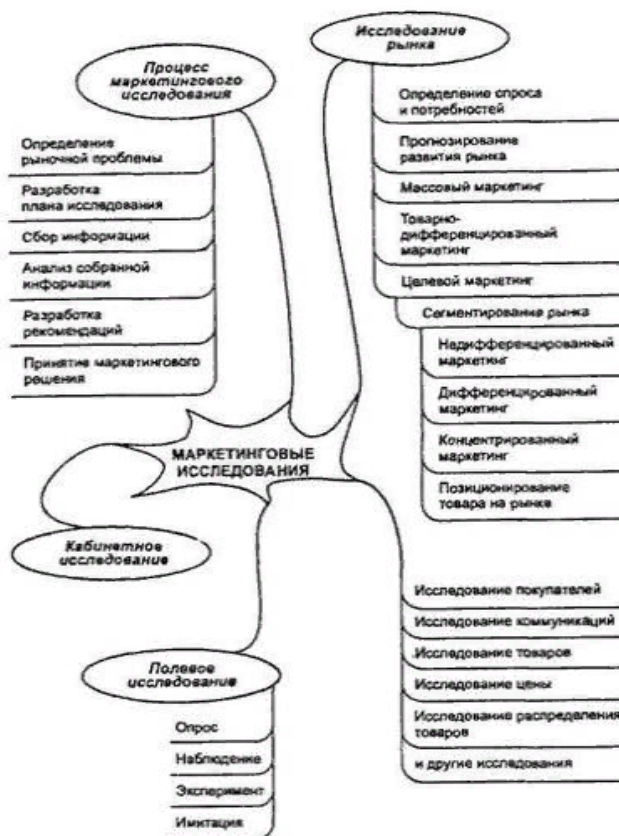 Исследование
рынка
Процесс
маркетингового
исследования
Определение спроса
и потребностей
Прогнозирование
развития рынка
Массовый маркетинг
Товарно-
дифференцированный
маркетинг
Целевой маркетинг
Сегментирование рынка
Недифференцированный
маркетинг
Дифференцированный
маркетинг
Концентрированный
маркетинг
Позиционирование
товара на рынке
Определение
рыночной проблемы
Разработка
плана исследования
Сбор информации
Анализ собранной
информации
Разработка
рекомендаций
Принятие маркетингового
решения
МАРКЕТИНГОВЫЕ
ИССЛЕДОВАНИЯ
Кабинетное
исследование
Полевое
исследование
Опрос
Наблюдение
Эксперимент
Имитация
Исследование покупателей
Исследование коммуникаций
Исследование товаров
Исследование цены
Исследование распределения
товаров
и другие исследования